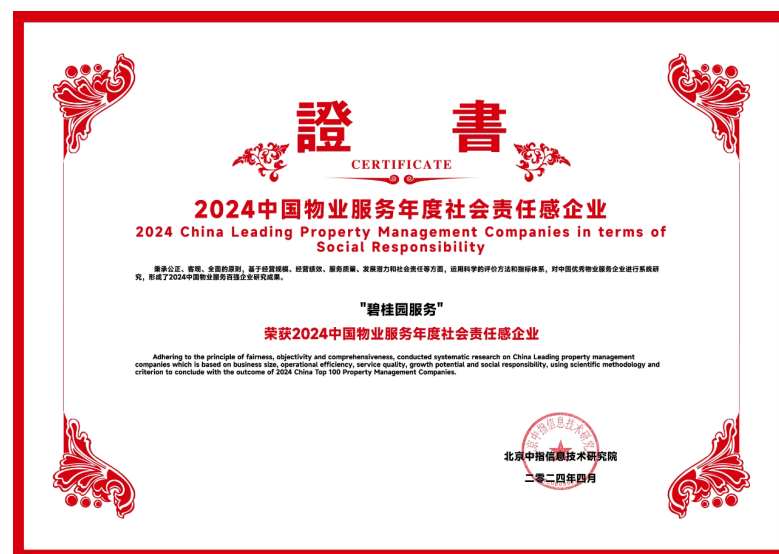 證 書
CERTIFICATE
2024中国物业服务年度社会责任感企业
2024 China Leading Property Management Companies in terms of
Social Responsibility
秉承公正、客观、全面的原则，基于经营规模、经营绩效、服务质量、发展潜力和社会责任等方面，运用科学的评价方法和指标体系，对中国优秀物业服务企业进行系统研
究，形成了2024中国物业服务百强企业研究成果。
"碧桂园服务"
荣获2024中国物业服务年度社会责任感企业
Adhering to the principle of fairness, objectivity and comprehensiveness, conducted systematic research on China Leading property management
companies which is based on business size, operational efficiency, service quality, growth potential and social responsibility, using scientific methodology and
criterion to conclude with the outcome of 2024 China Top 100 Property Management Companies.
北京中指信息技术研究院
北京中指信息技术研究院
二零二四年四月